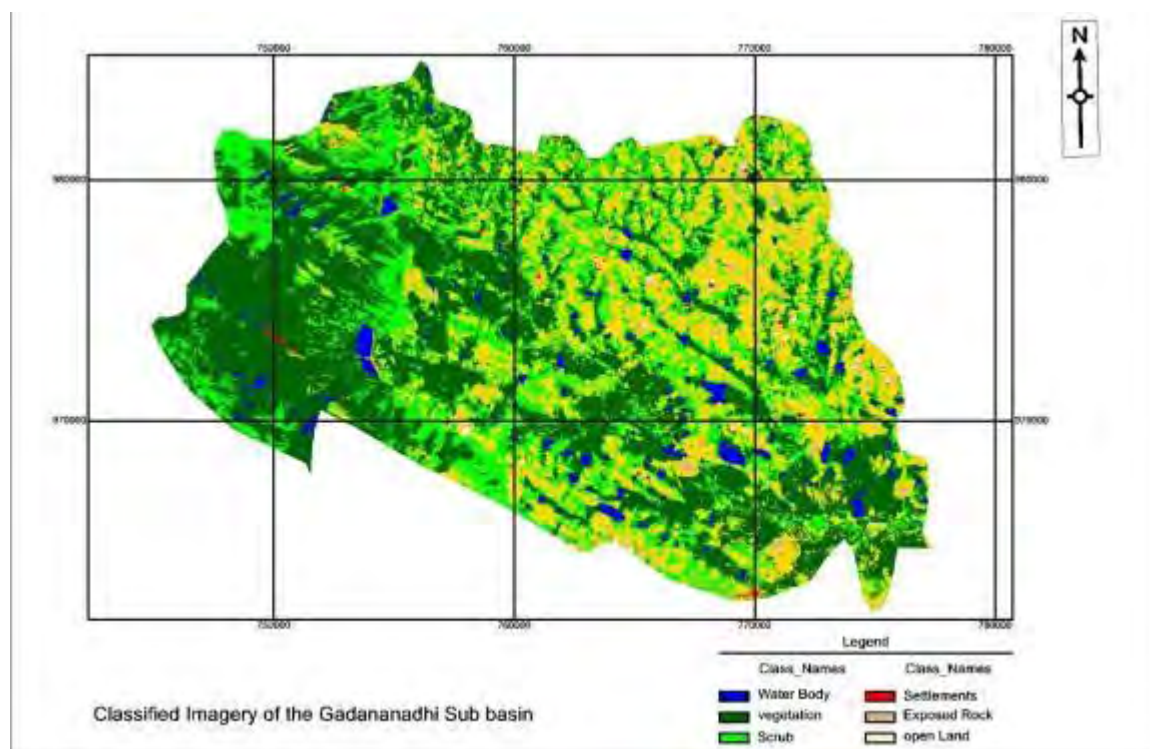 N
750000 760000 770000 780000
980000 980000
970000 970000
750000 760000 770000 780000
Legend
Class_Names Class_Names
Water Body Settlements
vegetation Exposed Rock
Scrub open Land
Classified Imagery of the Gadananadhi Sub basin